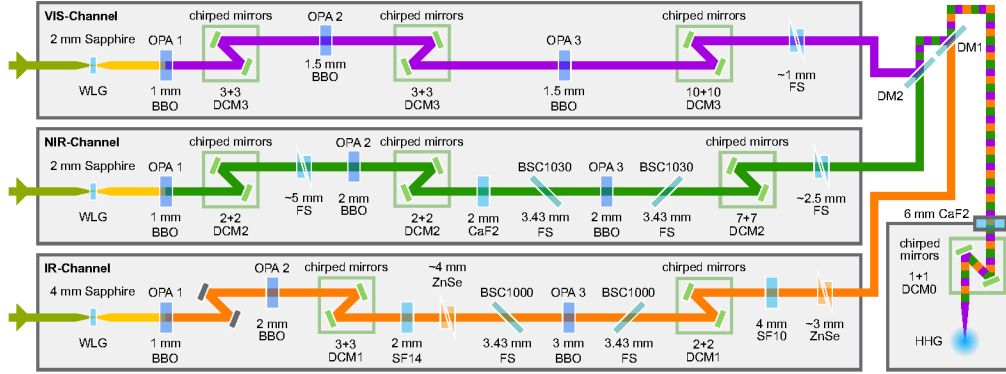 VIS-Channel
2 mm Sapphire
OPA 1
chirped mirrors
OPA 2
chirped mirrors
OPA 3
chirped mirrors
WLG
1 mm
BBO
3+3
DCM3
1.5 mm
BBO
3+3
DCM3
1.5 mm
BBO
10+10
DCM3
~1 mm
FS
DM1
DM2
NIR-Channel
2 mm Sapphire
OPA 1
chirped mirrors
OPA 2
chirped mirrors
BSC1030
OPA 3
BSC1030
chirped mirrors
WLG
1 mm
BBO
2+2
DCM2
~5 mm
FS
2 mm
BBO
2+2
DCM2
2 mm
CaF2
3.43 mm
FS
2 mm
BBO
3.43 mm
FS
7+7
DCM2
~2.5 mm
FS
IR-Channel
4 mm Sapphire
OPA 1
OPA 2
chirped mirrors
~4 mm
ZnSe
BSC1000
OPA 3
BSC1000
chirped mirrors
WLG
1 mm
BBO
2 mm
BBO
3+3
DCM1
2 mm
SF14
3.43 mm
FS
3 mm
BBO
3.43 mm
FS
2+2
DCM1
4 mm
SF10
~3 mm
ZnSe
6 mm CaF2
chirped
mirrors
1+1
DCM0
HHG